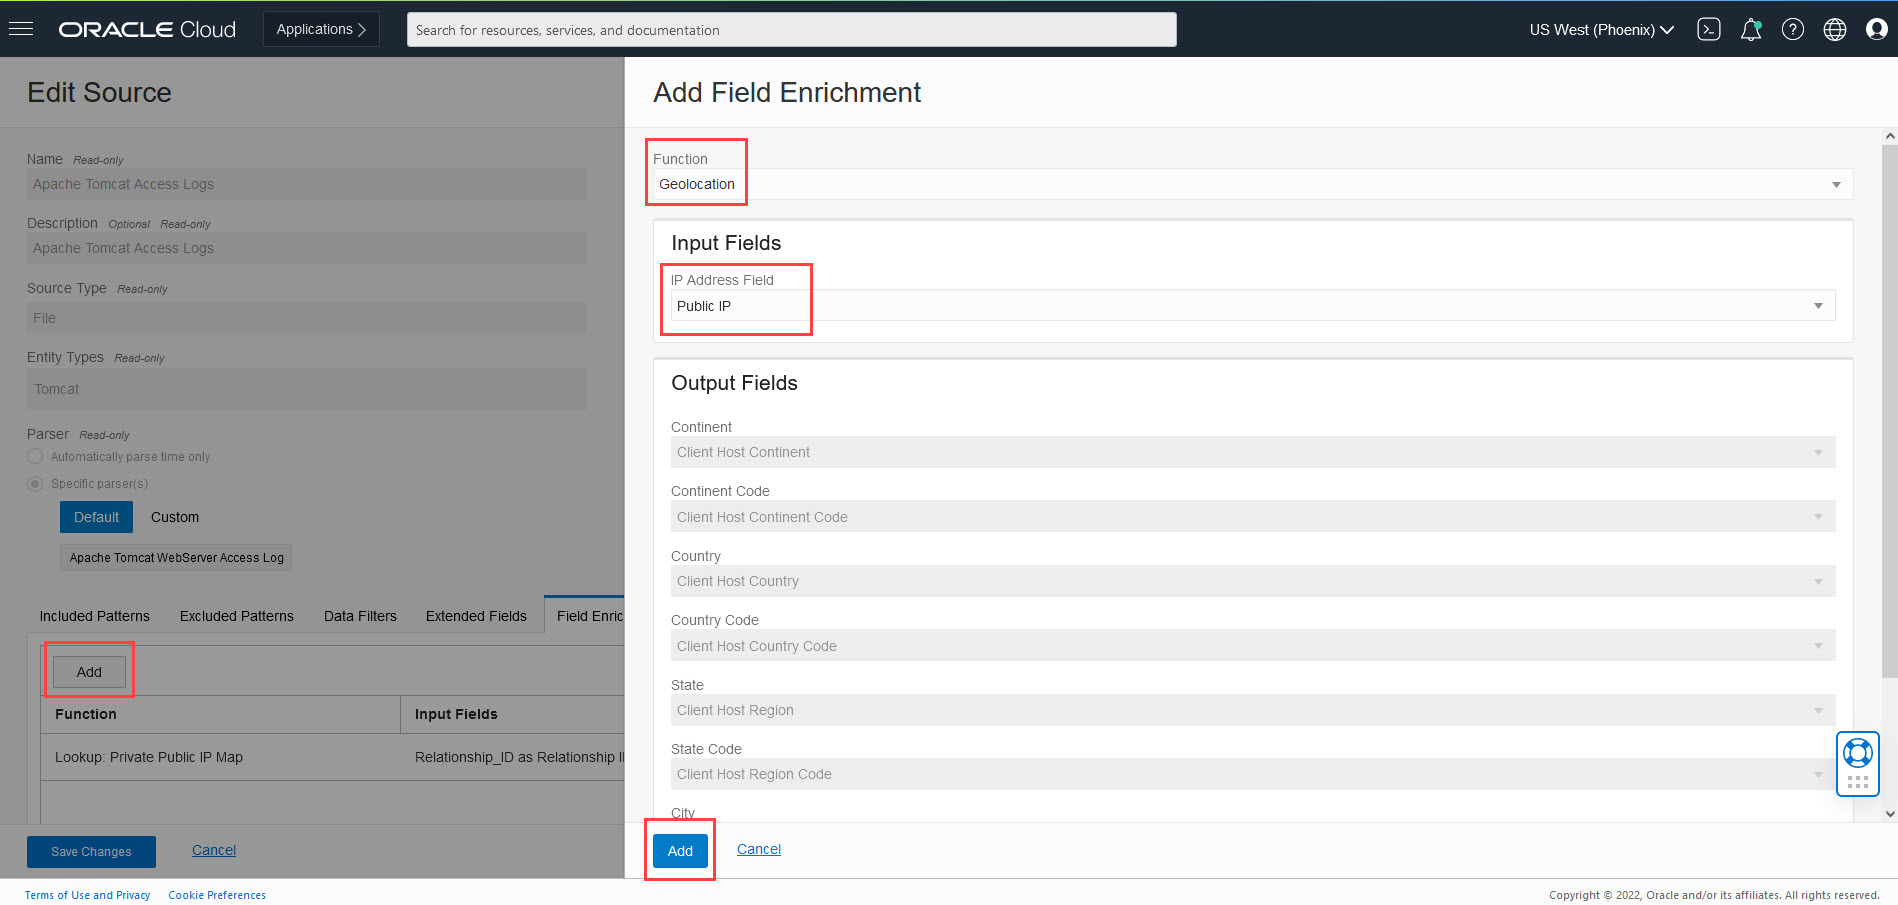 ORACLE Cloud
Applications
Search for resources, services, and documentation
US West (Phoenix)
Edit Source
Name Read-only
Apache Tomcat Access Logs
Description Optional Read-only
Apache Tomcat Access Logs
Source Type Read-only
File
Entity Types Read-only
Tomcat
Parser Read-only
Automatically parse time only
Specific parser(s)
Default Custom
Apache Tomcat WebServer Access Log
Included Patterns Excluded Patterns Data Filters Extended Fields Field Enric
Add
Function Input Fields
Lookup: Private Public IP Map Relationship_ID as Relationship I
Save Changes Cancel
Add Field Enrichment
Function
Geolocation
Input Fields
IP Address Field
Public IP
Output Fields
Continent
Client Host Continent
Continent Code
Client Host Continent Code
Country
Client Host Country
Country Code
Client Host Country Code
State
Client Host Region
State Code
Client Host Region Code
City
Add Cancel
Terms of Use and Privacy Cookie Preferences
Copyright © 2022, Oracle and/or its affiliates. All rights reserved.